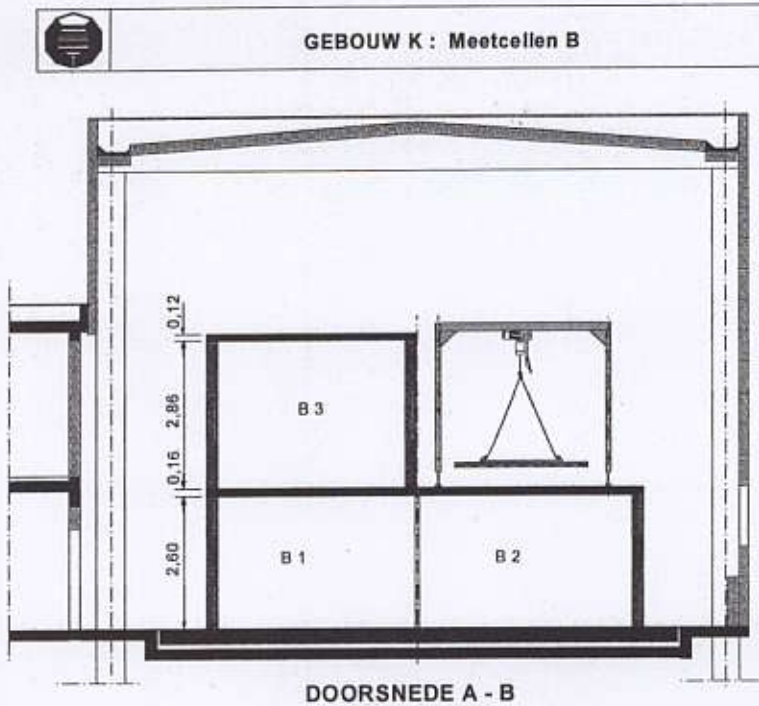 GEBOUW K : Meetcellen B
0,12
2,86
B 3
0,16
2,60
B 1
B 2
DOORSNEDE A - B